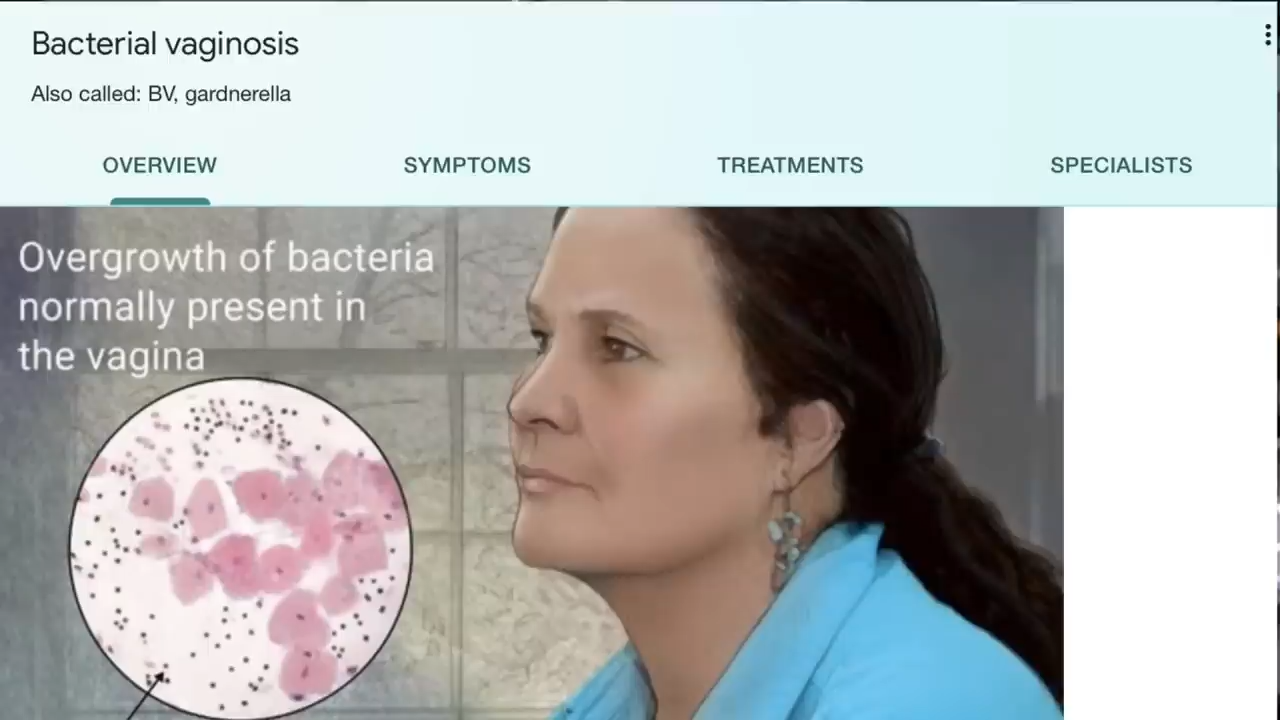 Bacterial vaginosis
Also called: BV, gardnerella
OVERVIEW SYMPTOMS TREATMENTS SPECIALISTS
Overgrowth of bacteria
normally present in
the vagina